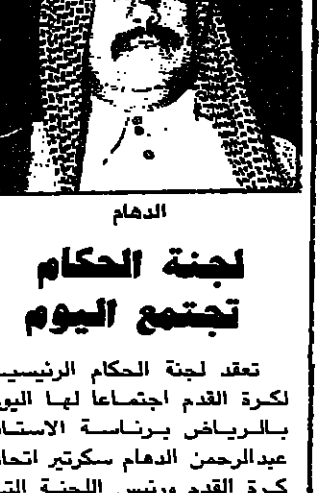 الدهام
لجنة الحكام
تجتمع اليوم
تعقد لجنة الحكام الرئيسية
لكرة القدم اجتماعا لها اليوم
بالرياض برئاسة الاستاذ
عبدالرحمن الدهام سكرتير اتحاد
كرة القدم ورئيس اللجنة